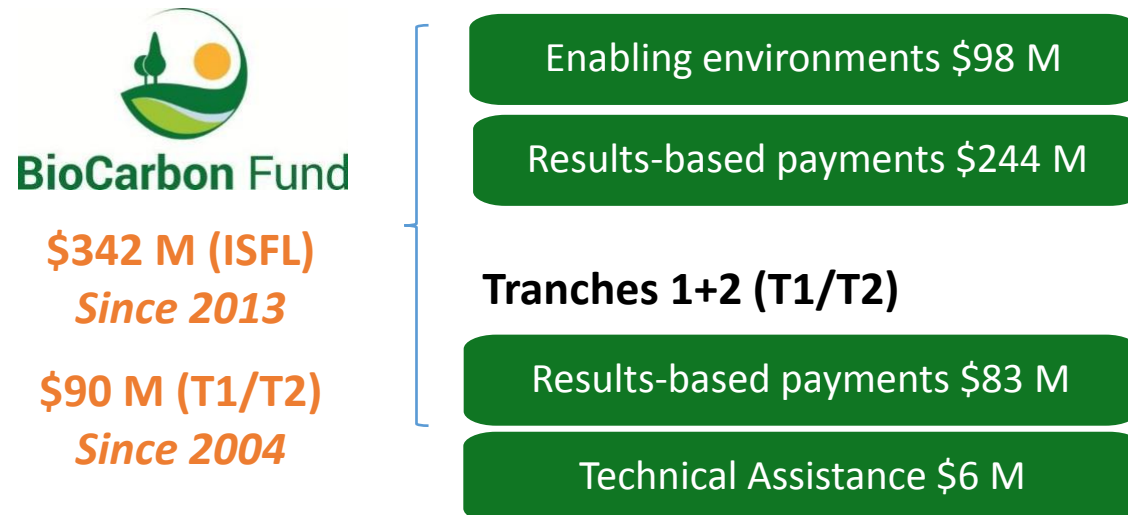 BioCarbon Fund
$342 M (ISFL)
Since 2013
$90 M (T1/T2)
Since 2004
Enabling environments $98 M
Results-based payments $244 M
Tranches 1+2 (T1/T2)
Results-based payments $83 M
Technical Assistance $6 M